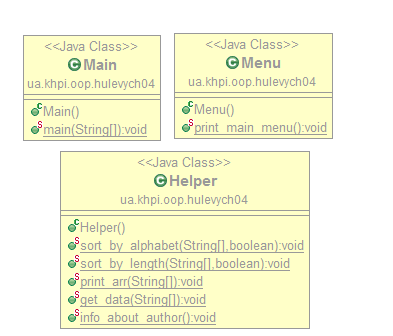 <<Java Class>>
Main
ua.khpi.oop.hulevych04
Main()
main(String[]):void
<<Java Class>>
Menu
ua.khpi.oop.hulevych04
Menu()
print_main_menu():void
<<Java Class>>
Helper
ua.khpi.oop.hulevych04
Helper()
sort_by_alphabet(String[],boolean):void
sort_by_length(String[],boolean):void
print_arr(String[]):void
get_data(String[]):void
info_about_author():void